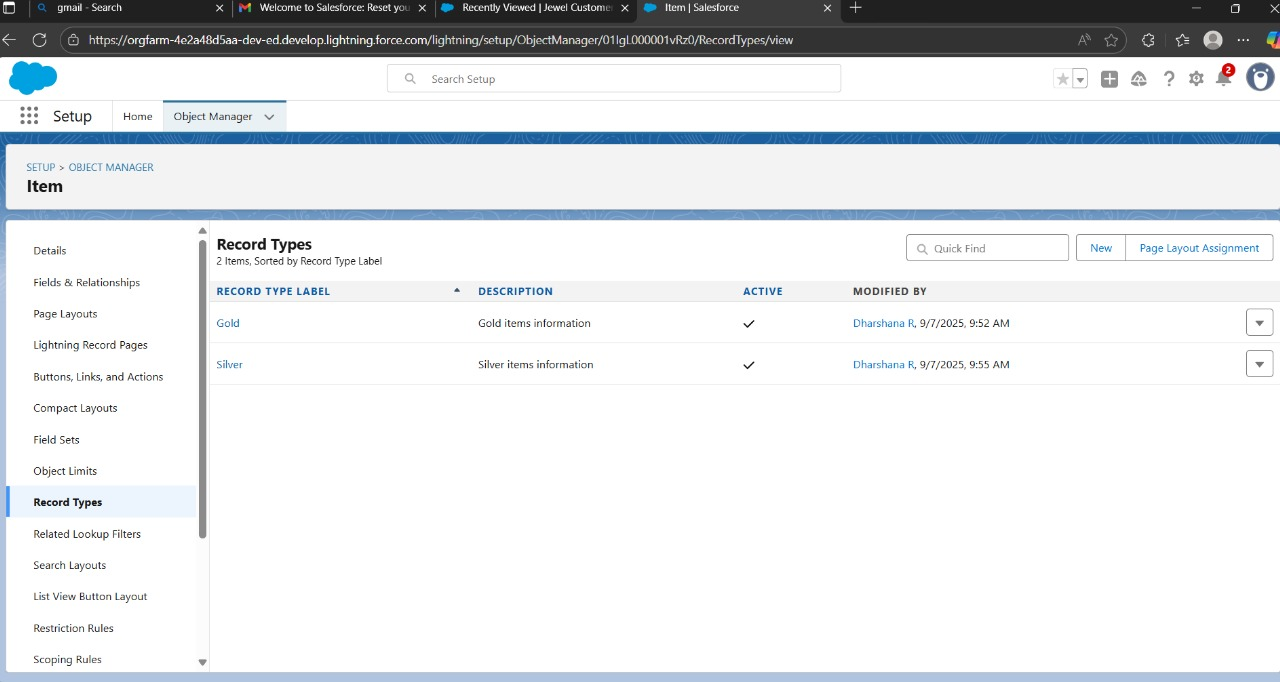 gmail - Search
Welcome to Salesforce: Reset you
Recently Viewed | Jewel Customer
Item | Salesforce
https://orgfarm-4e2a48d5aa-dev-ed.develop.lightning.force.com/lightning/setup/ObjectManager/01IgL000001vRz0/RecordTypes/view
Search Setup
2
Setup
Home
Object Manager
SETUP > OBJECT MANAGER
Item
Details
Fields & Relationships
Page Layouts
Lightning Record Pages
Buttons, Links, and Actions
Compact Layouts
Field Sets
Object Limits
Record Types
Related Lookup Filters
Search Layouts
List View Button Layout
Restriction Rules
Scoping Rules
Record Types
2 Items, Sorted by Record Type Label
Quick Find
New
Page Layout Assignment
RECORD TYPE LABEL DESCRIPTION ACTIVE MODIFIED BY
Gold Gold items information Dharshana R, 9/7/2025, 9:52 AM
Silver Silver items information Dharshana R, 9/7/2025, 9:55 AM